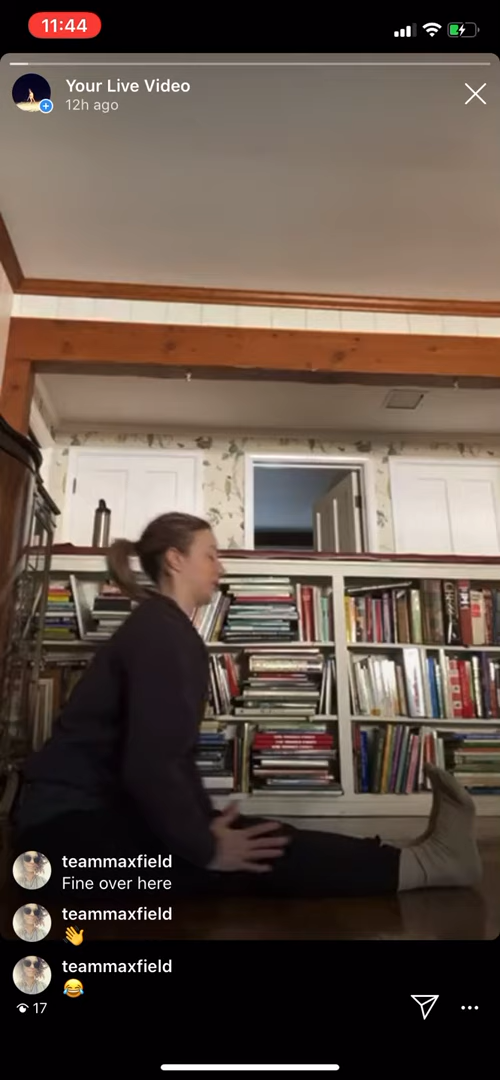 11:44
Your Live Video
12h ago
teammaxfield
Fine over here
teammaxfield
👋
teammaxfield
😂
17